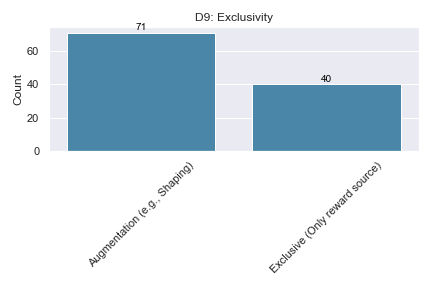 D9: Exclusivity
71
40
60
40
20
0
Count
Augmentation (e.g., Shaping)
Exclusive (Only reward source)